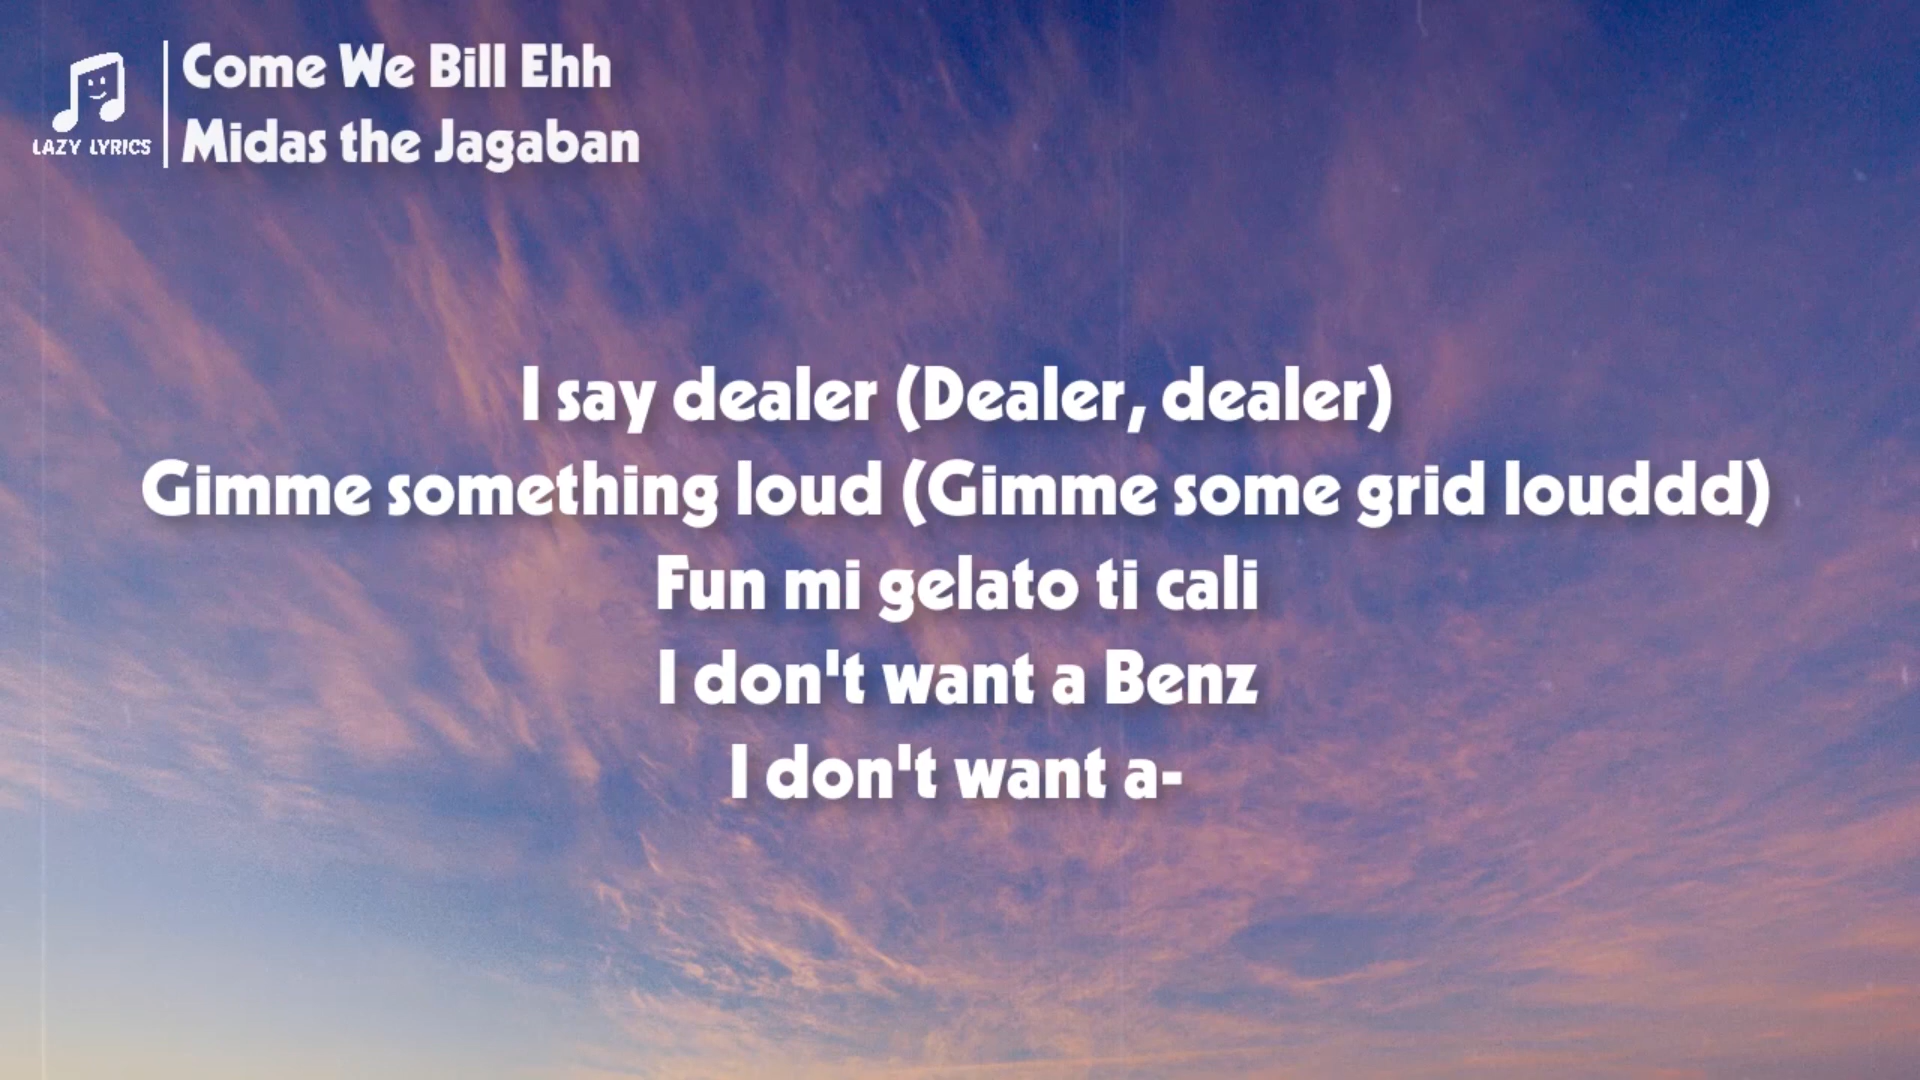 LAZY LYRICS
Come We Bill Ehh
Midas the Jagaban
I say dealer (Dealer, dealer)
Gimme something loud (Gimme some grid louddd)
Fun mi gelato ti cali
I don't want a Benz
I don't want a-